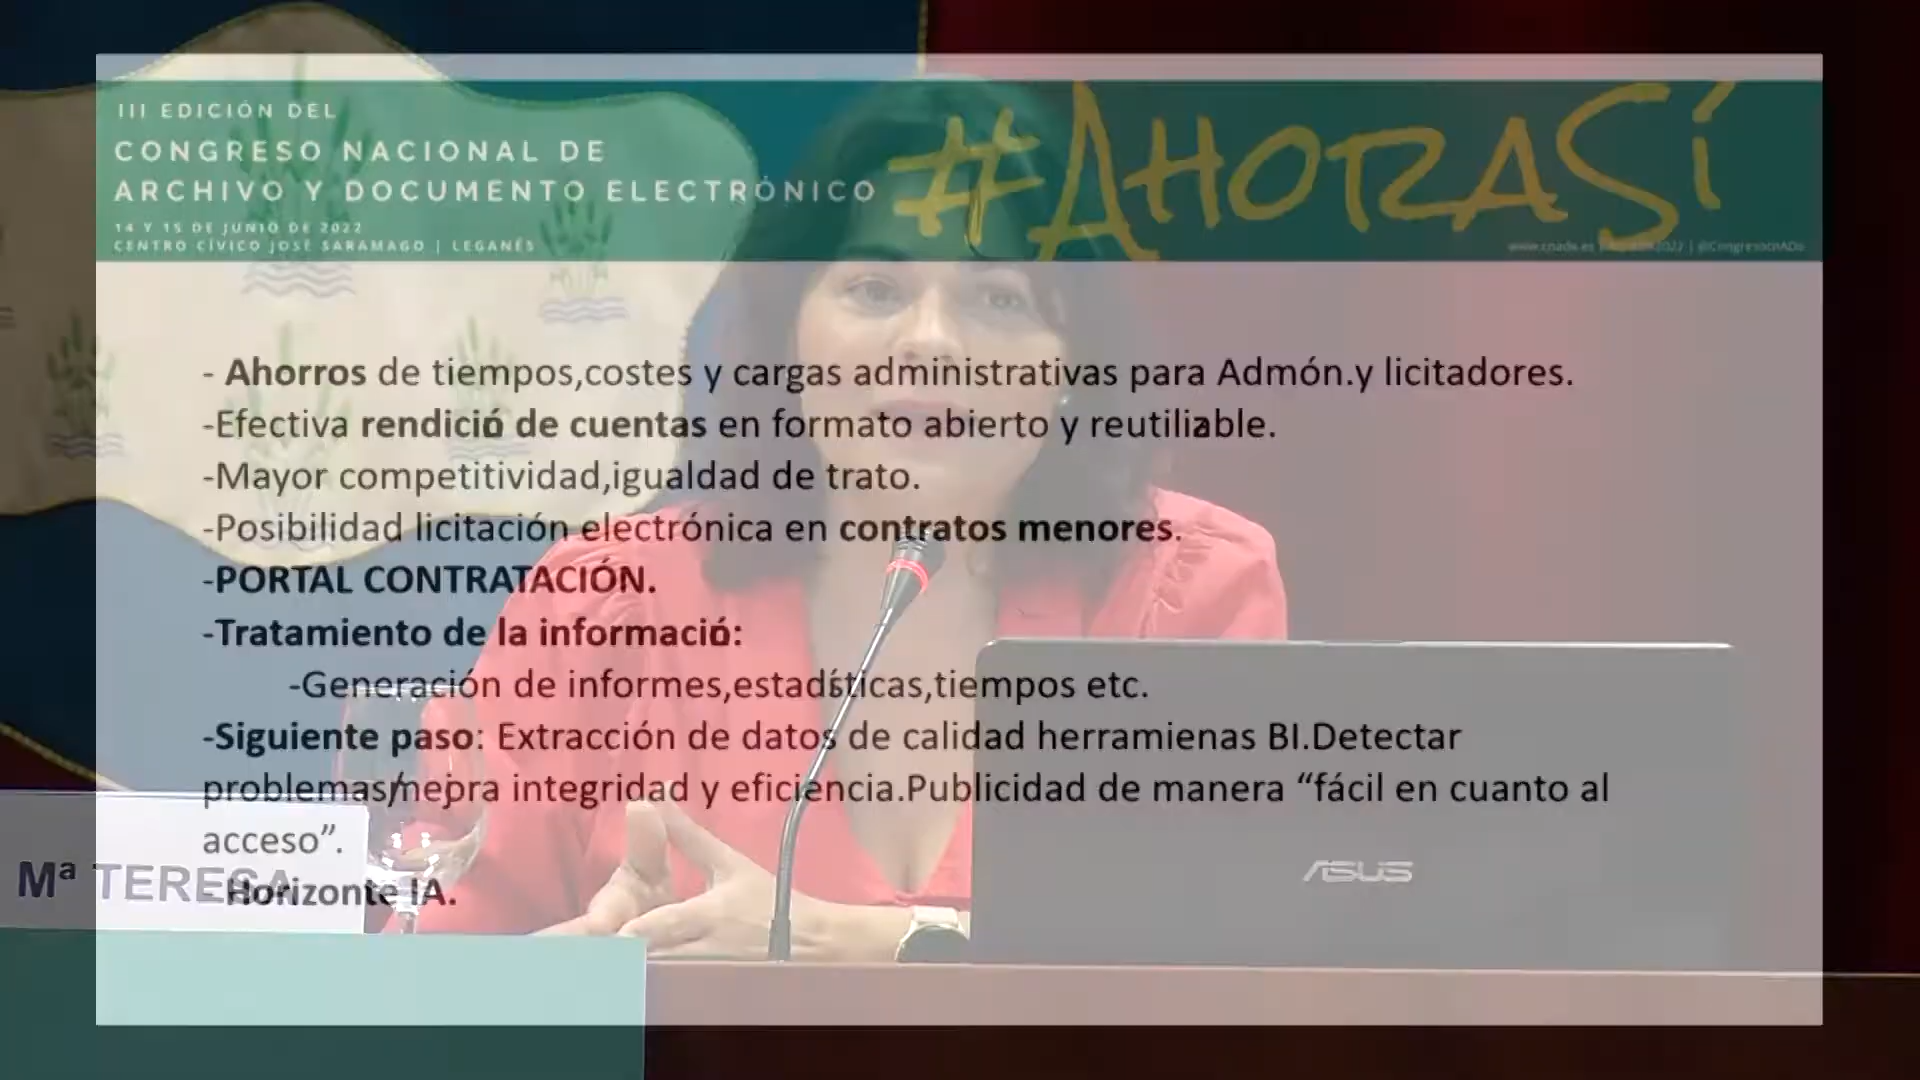 III EDICIÓN DEL
CONGRESO NACIONAL DE
ARCHIVO Y DOCUMENTO ELECTRÓNICO
14 Y 15 DE JUNIO DE 2022
CENTRO CÍVICO JOSÉ SARAMAGO | LEGANÉS
#AHORASÍ
www.cnade.es | | @CongresocnADe
- Ahorros de tiempos,costes y cargas administrativas para Admón.y licitadores.
-Efectiva rendició de cuentas en formato abierto y reutiliable.
-Mayor competitividad,igualdad de trato.
-Posibilidad licitación electrónica en contratos menores.
-PORTAL CONTRATACIÓN.
-Tratamiento de la informació:
-Generación de informes,estadísticas,tiempos etc.
-Siguiente paso: Extracción de datos de calidad herramienas BI.Detectar
problemas/mejora integridad y eficiencia.Publicidad de manera “fácil en cuanto al
acceso”.
Horizonte IA.
Mª TERESA
ASUS